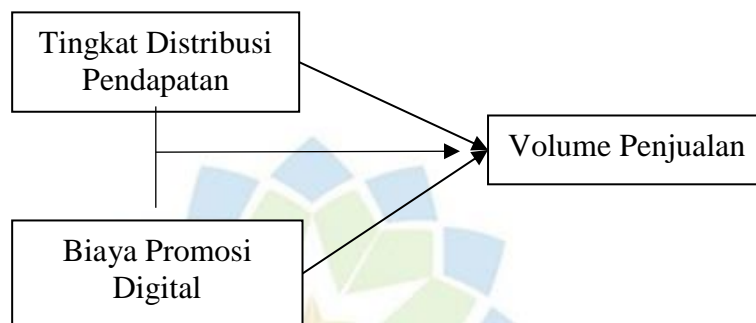 Tingkat Distribusi
Pendapatan
Volume Penjualan
Biaya Promosi
Digital